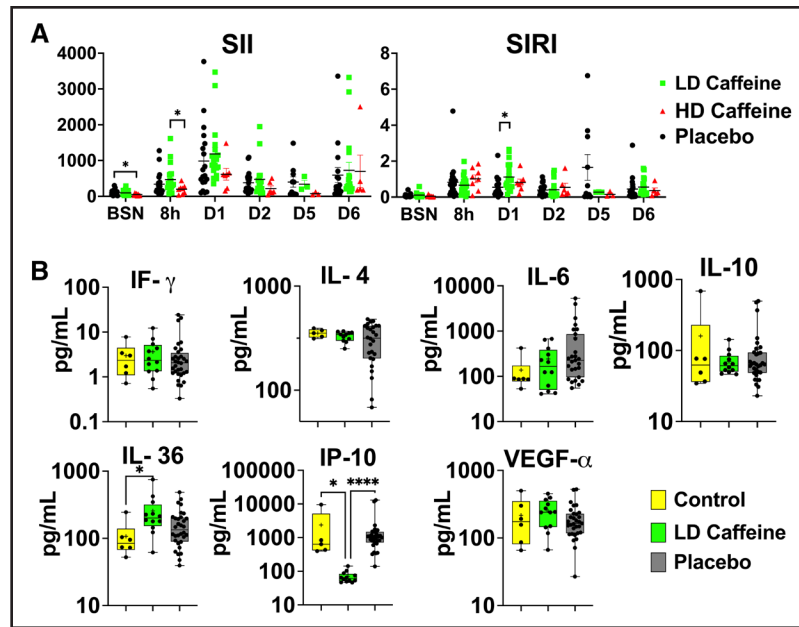 A
SII
SIRI
4000
3000
2000
1000
0
*
*
BSN 8h D1 D2 D5 D6
8
6
4
2
0
*
BSN 8h D1 D2 D5 D6
LD Caffeine
HD Caffeine
Placebo
B
IF- γ
pg/mL
100
10
1
0.1
IL- 4
pg/mL
1000
100
IL-6
pg/mL
10000
1000
100
10
IL-10
pg/mL
1000
100
10
IL- 36
pg/mL
1000
100
10
*
IP-10
pg/mL
100000
10000
1000
100
10
* ****
VEGF-α
pg/mL
1000
100
10
Control
LD Caffeine
Placebo